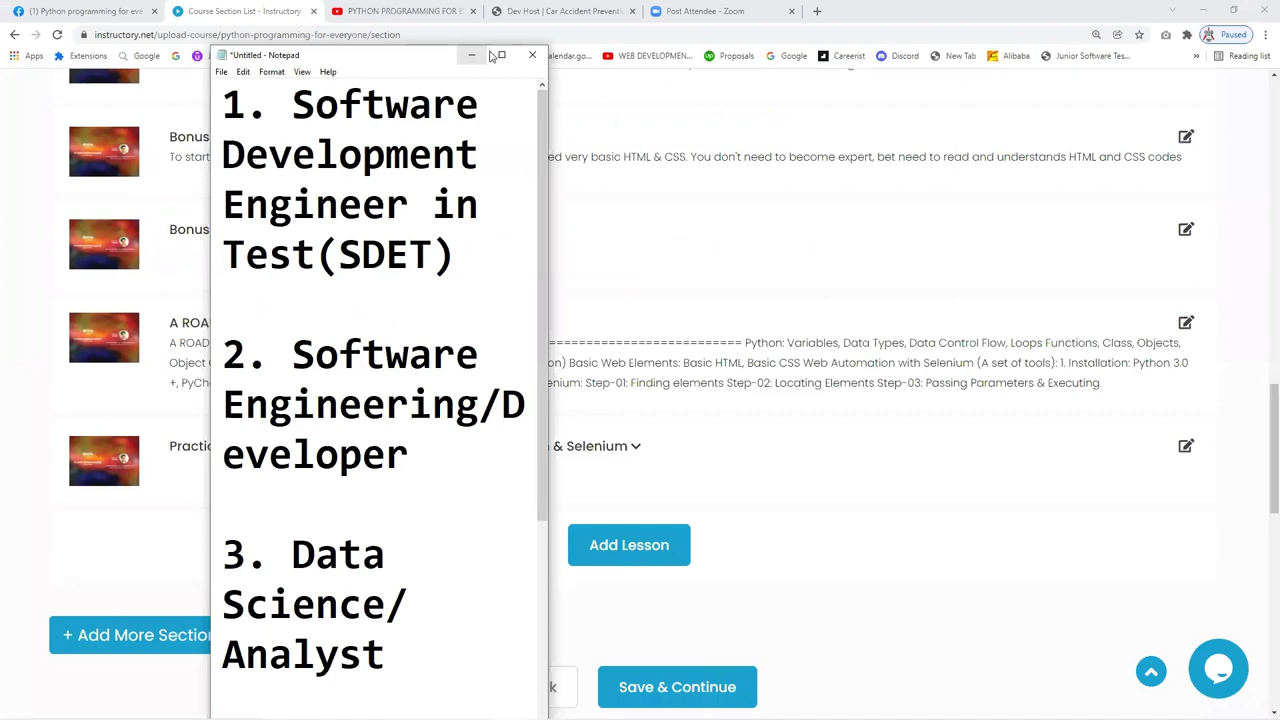 (1) Python programming for eve
Course Section List - Instructory
PYTHON PROGRAMMING FOR E
Dev Host | Car Accident Preventi
Post Attendee - Zoom
instructory.net/upload-course/python-programming-for-everyone/section
Paused
Apps
Extensions
Google
*Untitled - Notepad
alendar.go...
WEB DEVELOPMEN...
YouTube
Google
Careerist
Discord
New Tab
Alibaba
Junior Software Tes...
Reading list
File Edit Format View Help
1. Software
Development
Engineer in
Test(SDET)
2. Software
Engineering/D
eveloper
3. Data
Science/
Analyst
Bonus
To start
ed very basic HTML & CSS. You don't need to become expert, bet need to read and understands HTML and CSS codes
Bonus
A ROA
A ROAD
========================= Python: Variables, Data Types, Data Control Flow, Loops Functions, Class, Objects,
Object C
on) Basic Web Elements: Basic HTML, Basic CSS Web Automation with Selenium (A set of tools): 1. Installation: Python 3.0
+, PyCh
nium: Step-01: Finding elements Step-02: Locating Elements Step-03: Passing Parameters & Executing
Practic
& Selenium
Add Lesson
+ Add More Section
k
Save & Continue